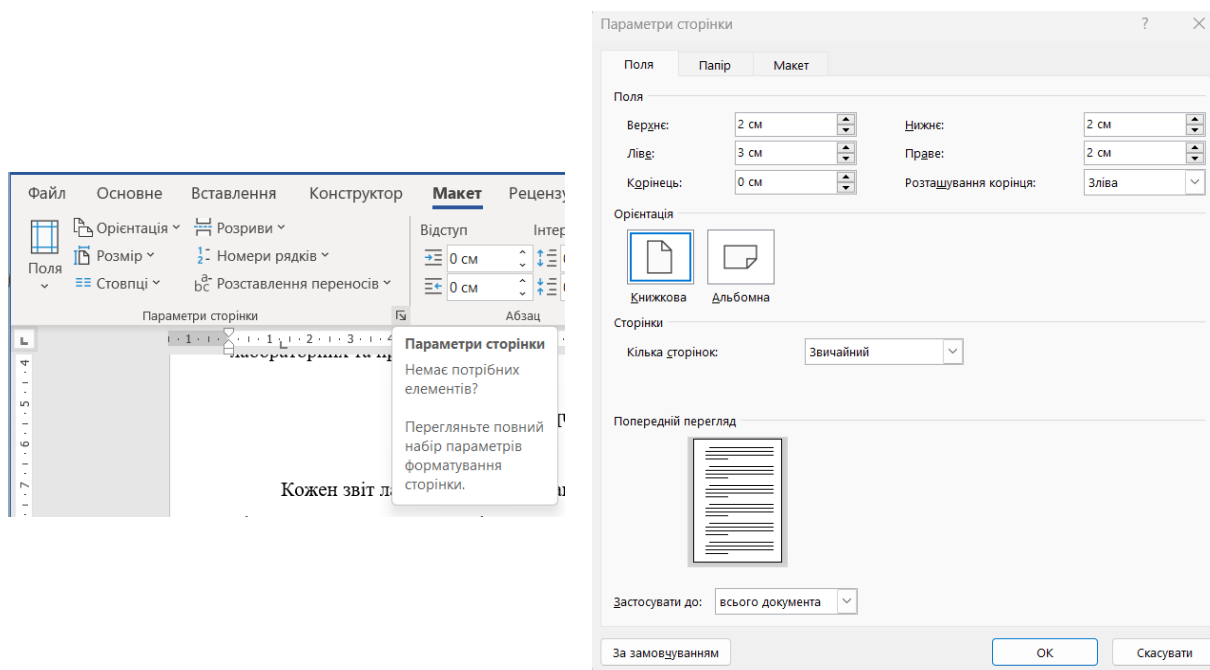 Файл Основне Вставлення Конструктор Макет Рецензу
Орієнтація Розриви Відступ Інтер
Розмір Номери рядків 0 см
Поля Стовпці Розставлення переносів 0 см
Параметри сторінки Абзац
Параметри сторінки
Немає потрібних
елементів?
Перегляньте повний
набір параметрів
форматування
сторінки.
Кожен звіт
Параметри сторінки
Поля Папір Макет
Поля
Верхнє: 2 см Нижнє: 2 см
Ліве: 3 см Праве: 2 см
Корінець: 0 см Розташування корінця: Зліва
Орієнтація
Книжкова Альбомна
Сторінки
Кілька сторінок: Звичайний
Попередній перегляд
Застосувати до: всього документа
За замовчуванням ОК Скасувати